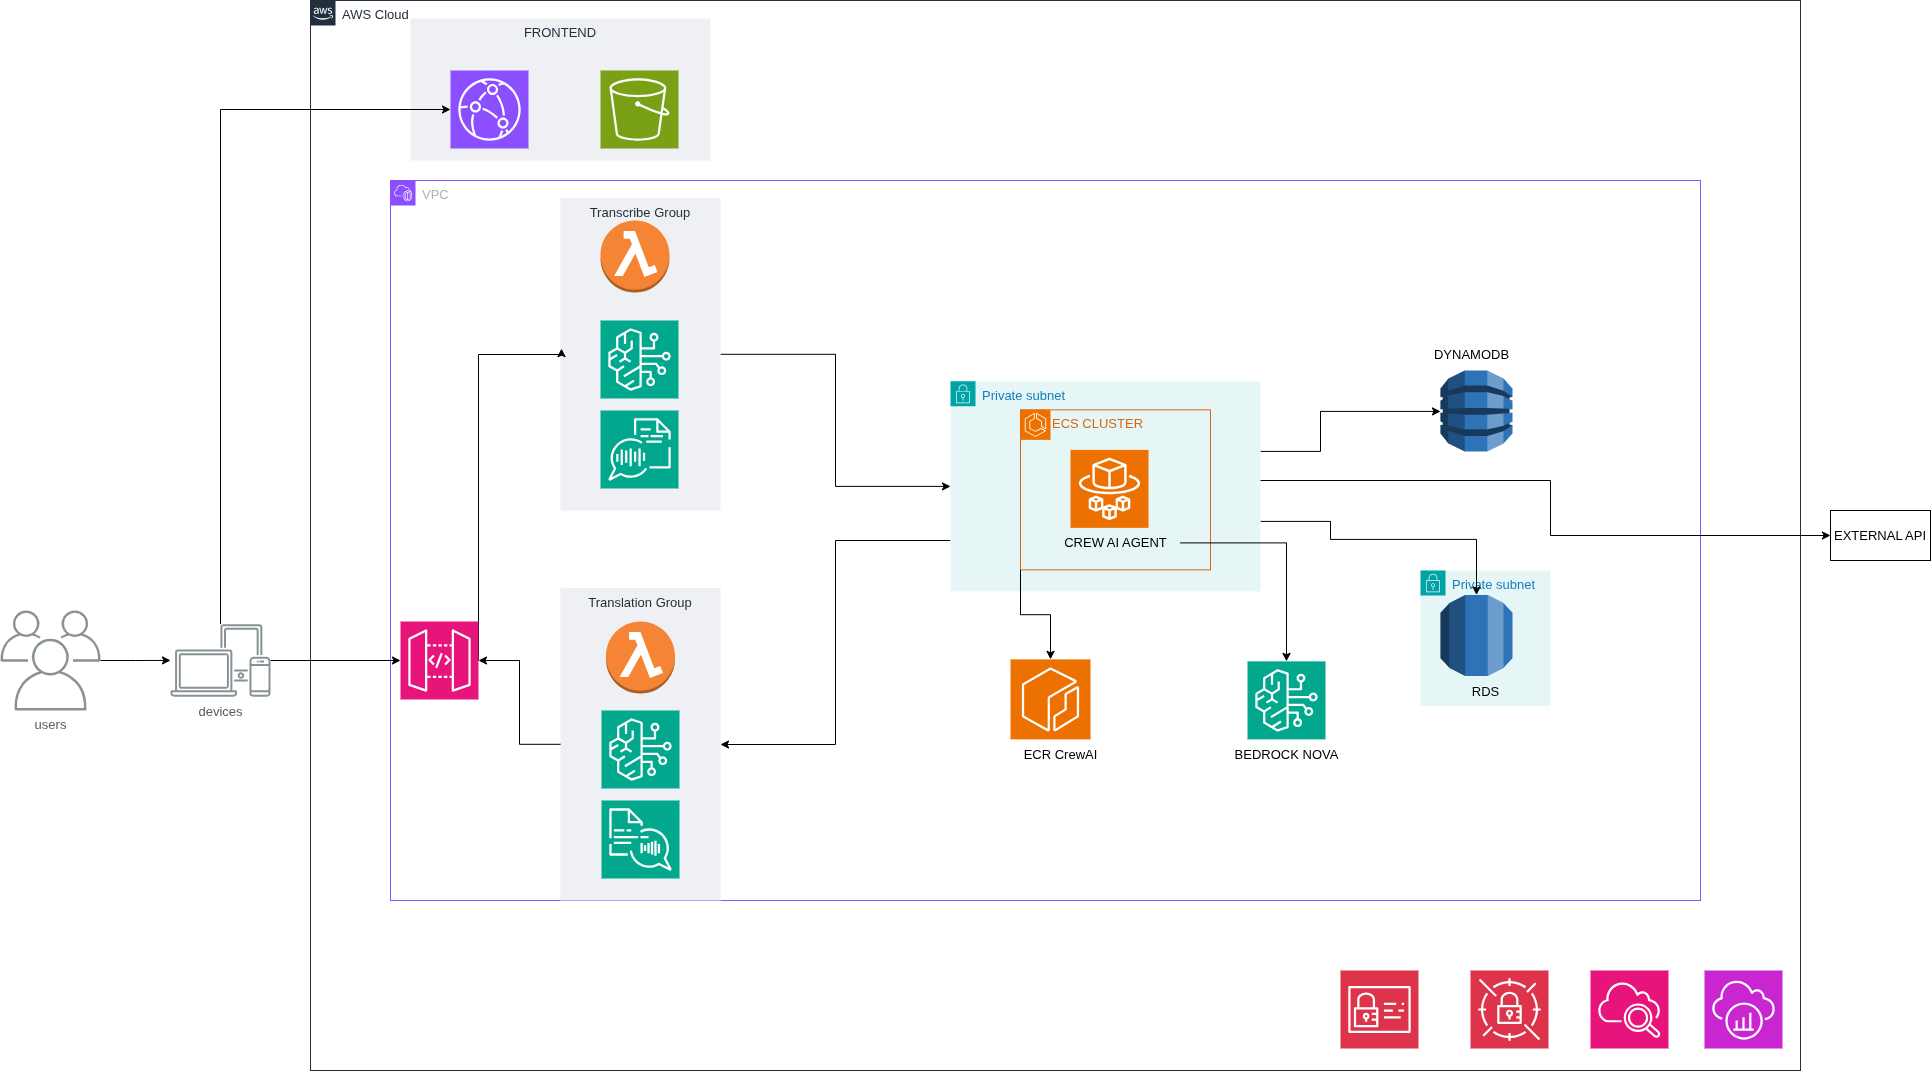 aws
AWS Cloud
FRONTEND
VPC
Transcribe Group
DYNAMODB
Private subnet
ECS CLUSTER
CREW AI AGENT
EXTERNAL API
Private subnet
Translation Group
RDS
users
devices
ECR CrewAI
BEDROCK NOVA